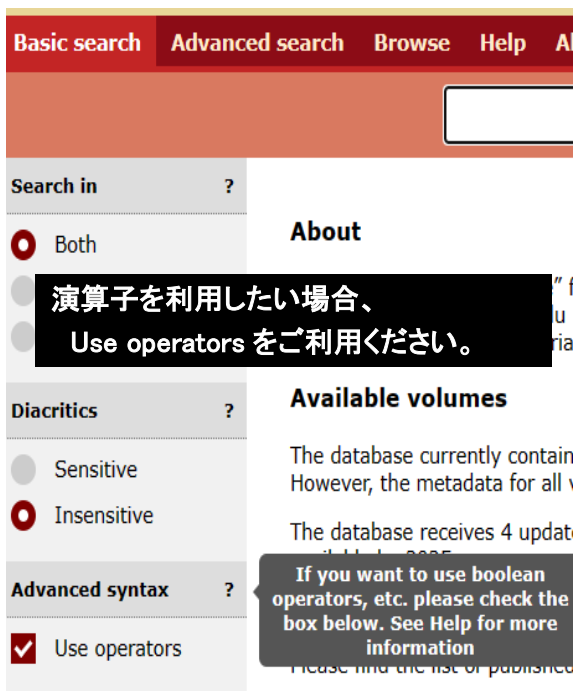 Basic search Advanced search Browse Help
Search in ?
Both
About
演算子を利用したい場合、
Use operators をご利用ください。
Diacritics ?
Sensitive
Insensitive
Available volumes
The database currently contain
However, the metadata for all
The database receives 4 updat
Advanced syntax ?
Use operators
If you want to use boolean
operators, etc. please check the
box below. See Help for more
information